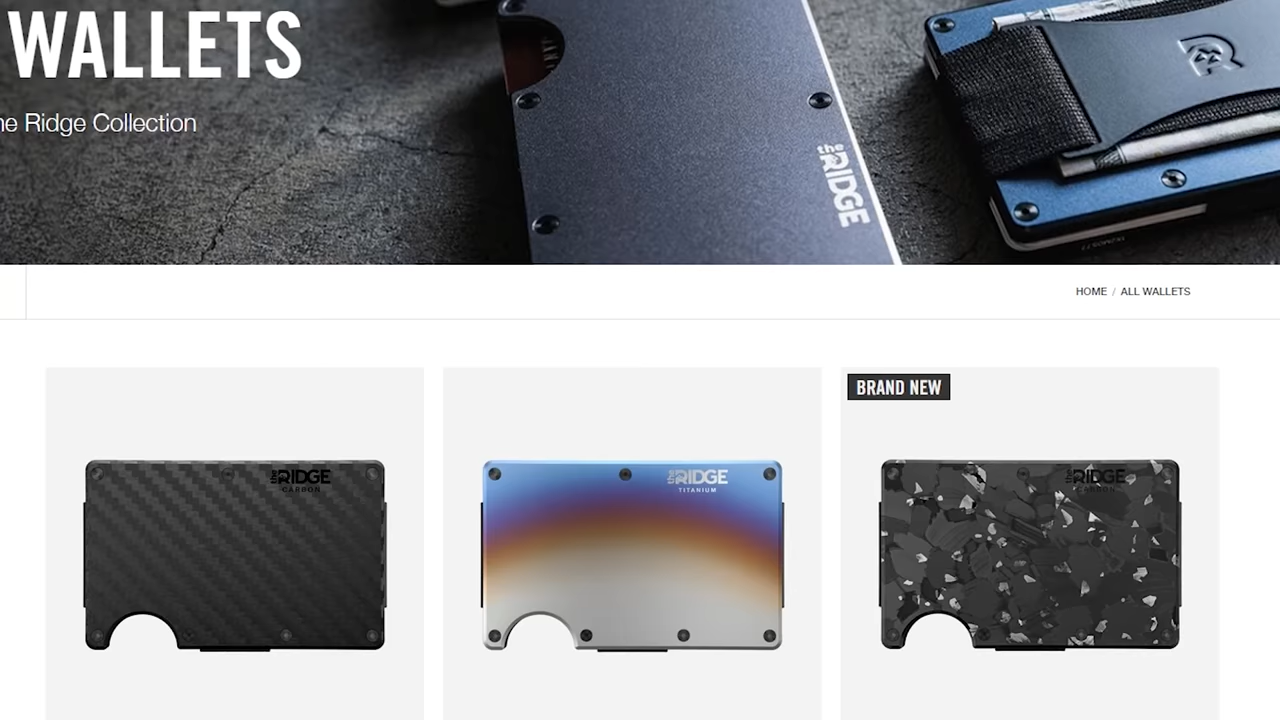 WALLETS
he Ridge Collection
the RIDGE
HOME / ALL WALLETS
BRAND NEW
the RIDGE
CARBON
the RIDGE
TITANIUM
the RIDGE
CARBON